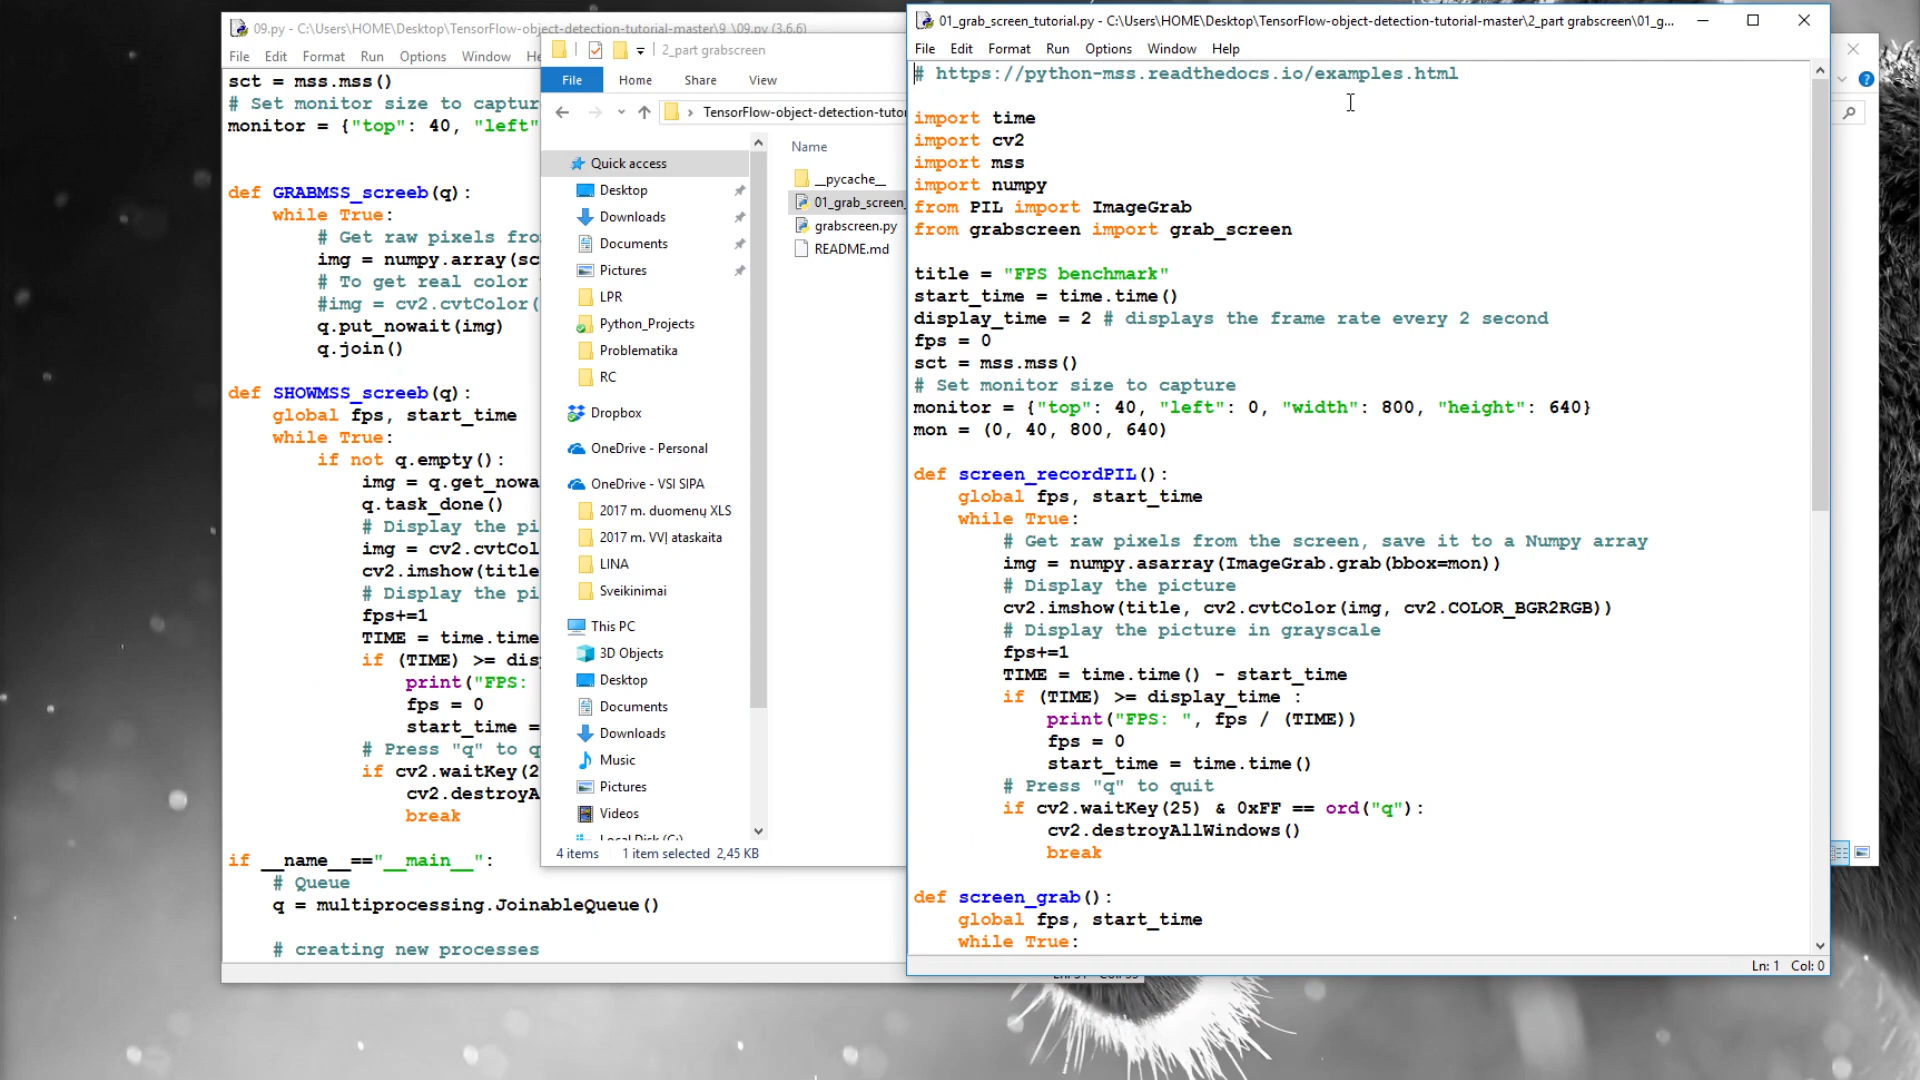 09.py - C:\Users\HOME\Desktop\TensorFlow-object-detection-tutorial-master\9_\09.py (3.6.6)
File Edit Format Run Options Window He
sct = mss.mss()
# Set monitor size to captur
monitor = {"top": 40, "left"
def GRABMSS_screeb(q):
while True:
# Get raw pixels fro
img = numpy.array(sc
# To get real color
#img = cv2.cvtColor(
q.put_nowait(img)
q.join()
def SHOWMSS_screeb(q):
global fps, start_time
while True:
if not q.empty():
img = q.get_nowa
q.task_done()
# Display the pi
img = cv2.cvtCol
cv2.imshow(title
# Display the pi
fps+=1
TIME = time.time
if (TIME) >= dis
print("FPS:
fps = 0
start_time =
# Press "q" to q
if cv2.waitKey(2
cv2.destroyA
break
if __name__=="__main__":
# Queue
q = multiprocessing.JoinableQueue()
# creating new processes
2_part grabscreen
File Home Share View
TensorFlow-object-detection-tutor
Name
Quick access
Desktop
Downloads
Documents
Pictures
LPR
Python_Projects
Problematika
RC
Dropbox
OneDrive - Personal
OneDrive - VSI SIPA
2017 m. duomenų XLS
2017 m. VVĮ ataskaita
LINA
Sveikinimai
This PC
3D Objects
Desktop
Documents
Downloads
Music
Pictures
Videos
Local Disk (C:)
__pycache__
01_grab_screen_
grabscreen.py
README.md
4 items 1 item selected 2,45 KB
01_grab_screen_tutorial.py - C:\Users\HOME\Desktop\TensorFlow-object-detection-tutorial-master\2_part grabscreen\01_g...
File Edit Format Run Options Window Help
# https://python-mss.readthedocs.io/examples.html
import time
import cv2
import mss
import numpy
from PIL import ImageGrab
from grabscreen import grab_screen
title = "FPS benchmark"
start_time = time.time()
display_time = 2 # displays the frame rate every 2 second
fps = 0
sct = mss.mss()
# Set monitor size to capture
monitor = {"top": 40, "left": 0, "width": 800, "height": 640}
mon = (0, 40, 800, 640)
def screen_recordPIL():
global fps, start_time
while True:
# Get raw pixels from the screen, save it to a Numpy array
img = numpy.asarray(ImageGrab.grab(bbox=mon))
# Display the picture
cv2.imshow(title, cv2.cvtColor(img, cv2.COLOR_BGR2RGB))
# Display the picture in grayscale
fps+=1
TIME = time.time() - start_time
if (TIME) >= display_time :
print("FPS: ", fps / (TIME))
fps = 0
start_time = time.time()
# Press "q" to quit
if cv2.waitKey(25) & 0xFF == ord("q"):
cv2.destroyAllWindows()
break
def screen_grab():
global fps, start_time
while True:
Ln: 1 Col: 0